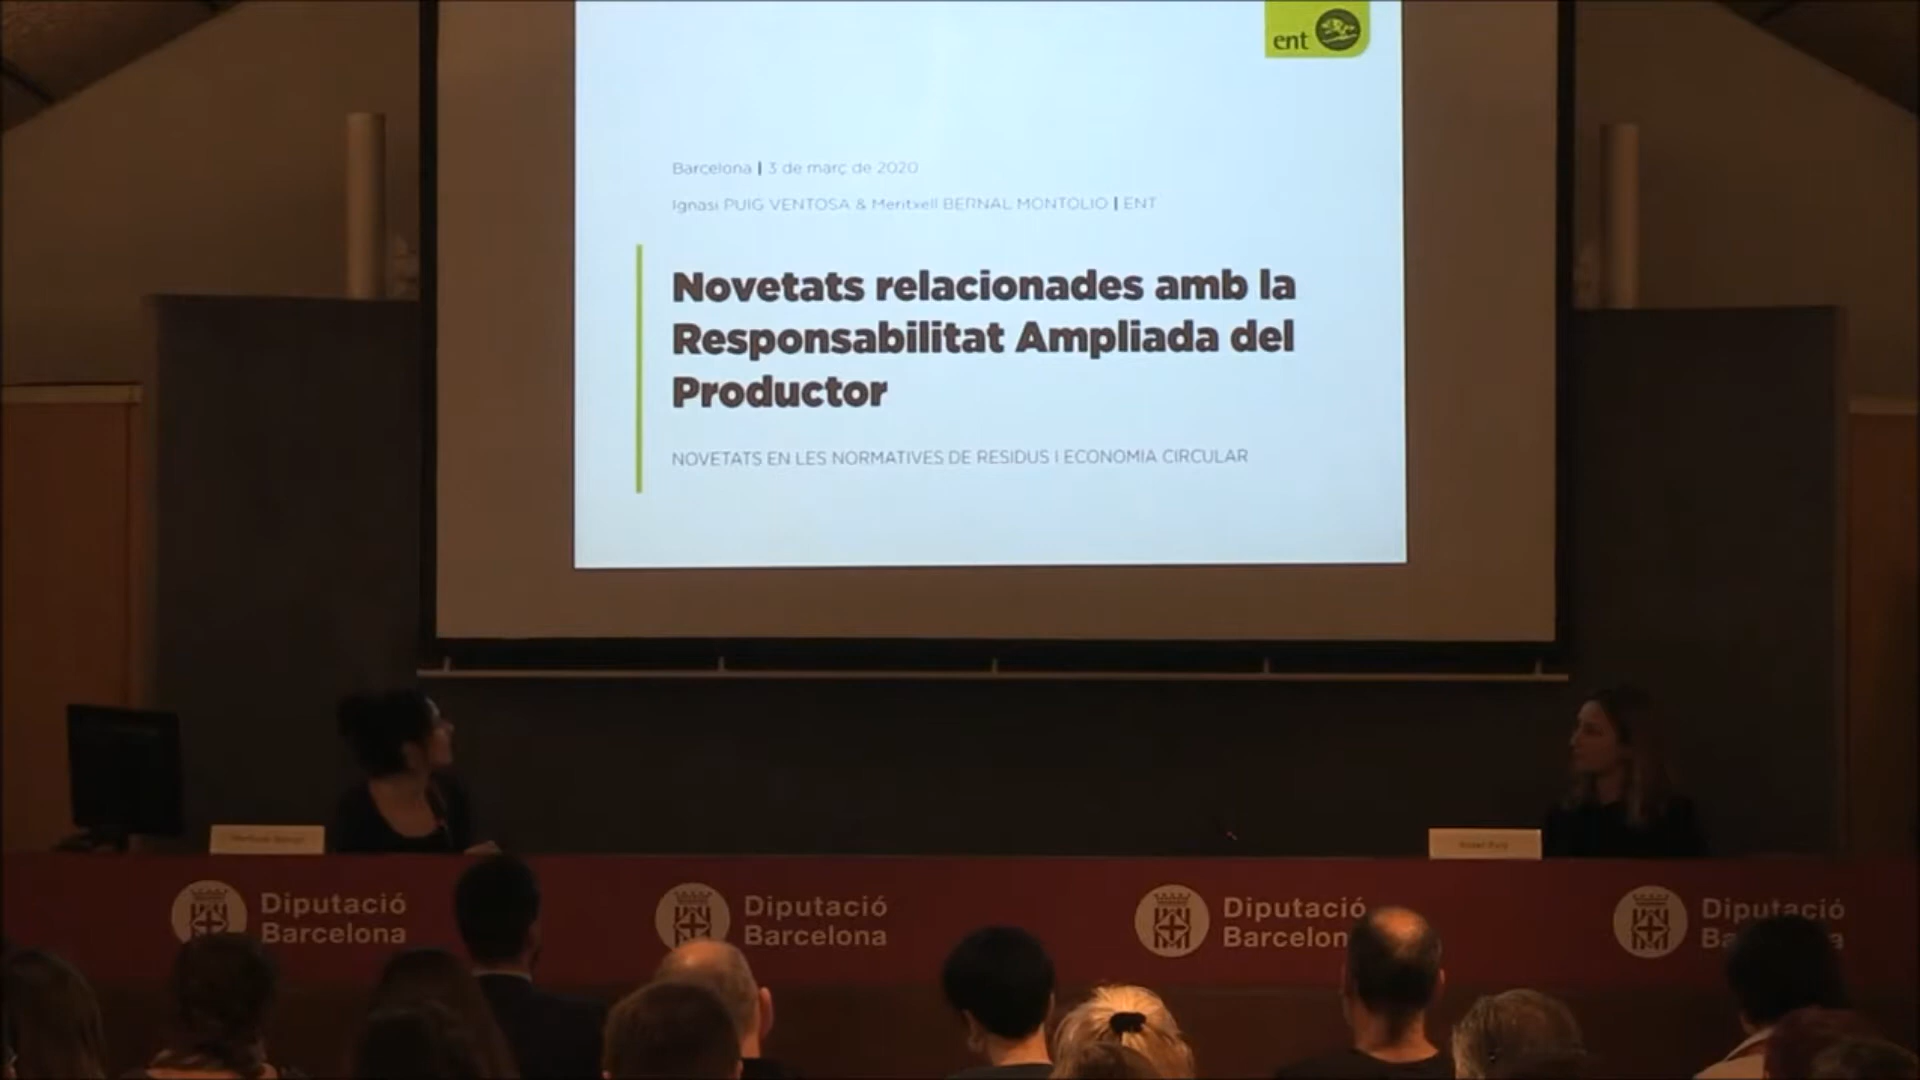 ent
Barcelona | 3 de març de 2020
Ignasi PUIG VENTOSA & Meritxell BERNAL MONTOLIO | ENT
Novetats relacionades amb la
Responsabilitat Ampliada del
Productor
NOVETATS EN LES NORMATIVES DE RESIDUS I ECONOMIA CIRCULAR
Diputació
Barcelona
Diputació
Barcelona
Diputació
Barcelon
Diputació